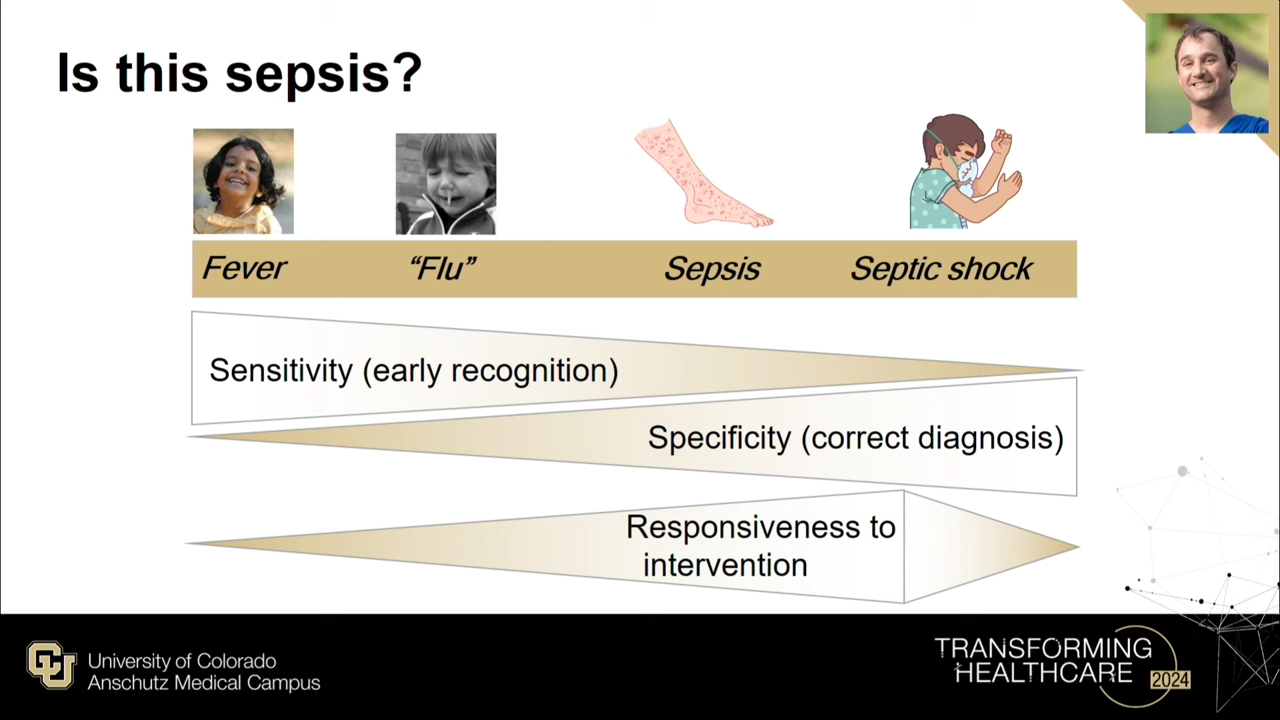 Is this sepsis?
Fever “Flu” Sepsis Septic shock
Sensitivity (early recognition)
Specificity (correct diagnosis)
Responsiveness to
intervention
CU
University of Colorado
Anschutz Medical Campus
TRANSFORMING
HEALTHCARE
2024